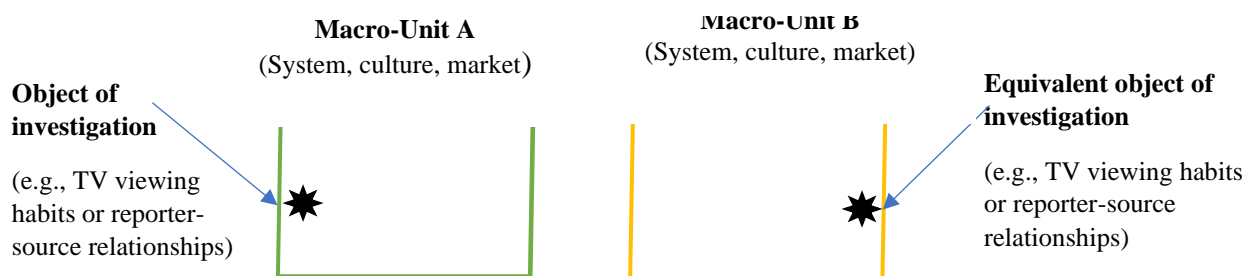 Macro-Unit A
(System, culture, market)
Macro-Unit B
(System, culture, market)
Object of
investigation
(e.g., TV viewing
habits or reporter-
source relationships)
Equivalent object of
investigation
(e.g., TV viewing habits
or reporter-source
relationships)